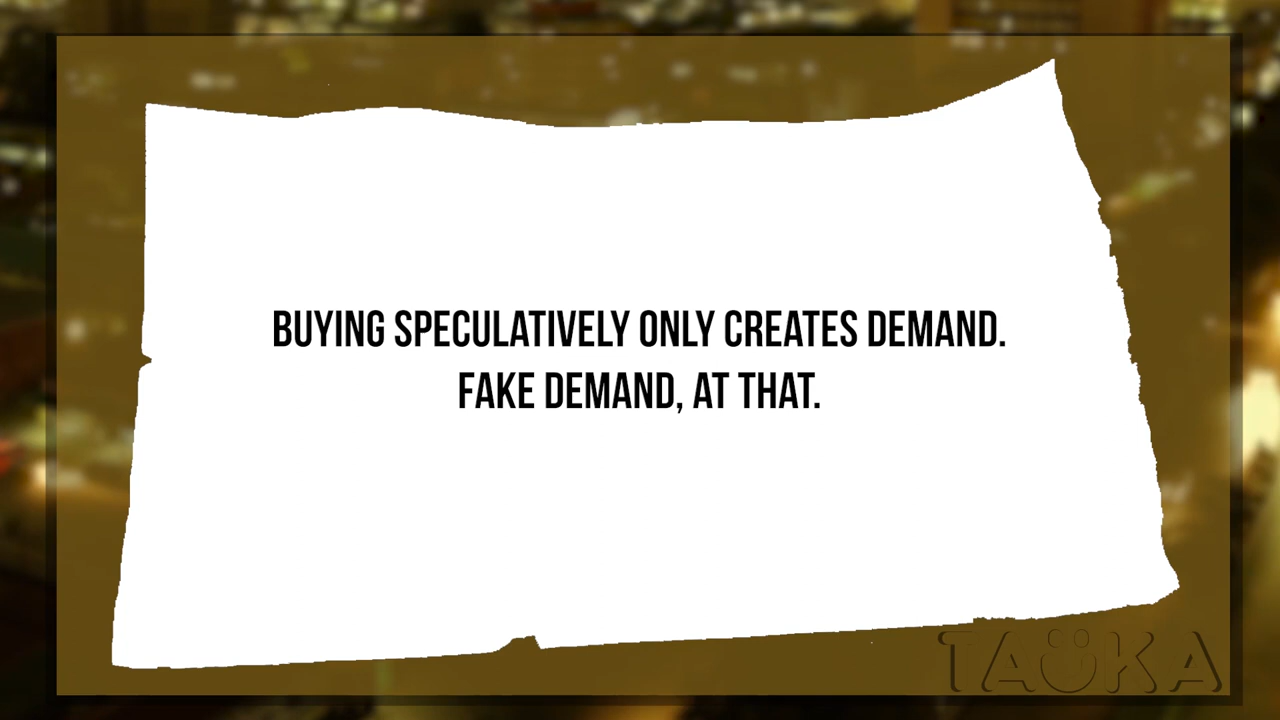 BUYING SPECULATIVELY ONLY CREATES DEMAND.
FAKE DEMAND, AT THAT.
TAÜKA